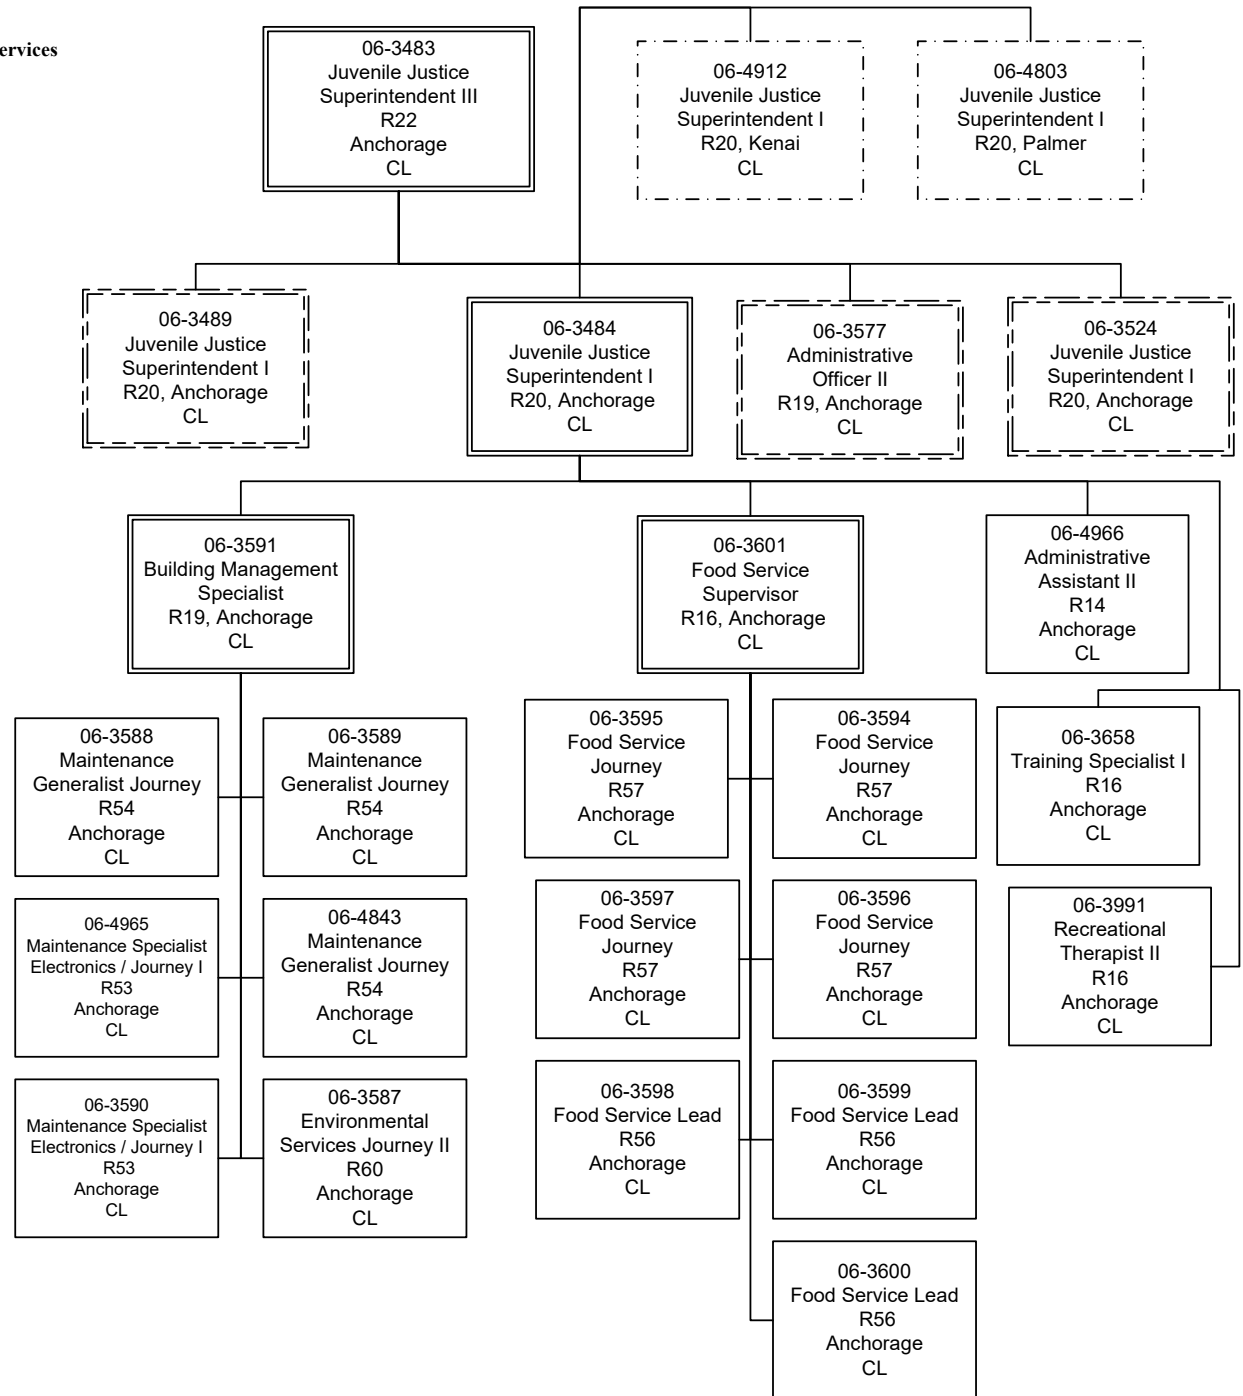 ervices
06-3483
Juvenile Justice
Superintendent III
R22
Anchorage
CL
06-4912
Juvenile Justice
Superintendent I
R20, Kenai
CL
06-4803
Juvenile Justice
Superintendent I
R20, Palmer
CL
06-3489
Juvenile Justice
Superintendent I
R20, Anchorage
CL
06-3484
Juvenile Justice
Superintendent I
R20, Anchorage
CL
06-3577
Administrative
Officer II
R19, Anchorage
CL
06-3524
Juvenile Justice
Superintendent I
R20, Anchorage
CL
06-3591
Building Management
Specialist
R19, Anchorage
CL
06-3601
Food Service
Supervisor
R16, Anchorage
CL
06-4966
Administrative
Assistant II
R14
Anchorage
CL
06-3588
Maintenance
Generalist Journey
R54
Anchorage
CL
06-3589
Maintenance
Generalist Journey
R54
Anchorage
CL
06-3595
Food Service
Journey
R57
Anchorage
CL
06-3594
Food Service
Journey
R57
Anchorage
CL
06-3658
Training Specialist I
R16
Anchorage
CL
06-4965
Maintenance Specialist
Electronics / Journey I
R53
Anchorage
CL
06-4843
Maintenance
Generalist Journey
R54
Anchorage
CL
06-3597
Food Service
Journey
R57
Anchorage
CL
06-3596
Food Service
Journey
R57
Anchorage
CL
06-3991
Recreational
Therapist II
R16
Anchorage
CL
06-3590
Maintenance Specialist
Electronics / Journey I
R53
Anchorage
CL
06-3587
Environmental
Services Journey II
R60
Anchorage
CL
06-3598
Food Service Lead
R56
Anchorage
CL
06-3599
Food Service Lead
R56
Anchorage
CL
06-3600
Food Service Lead
R56
Anchorage
CL